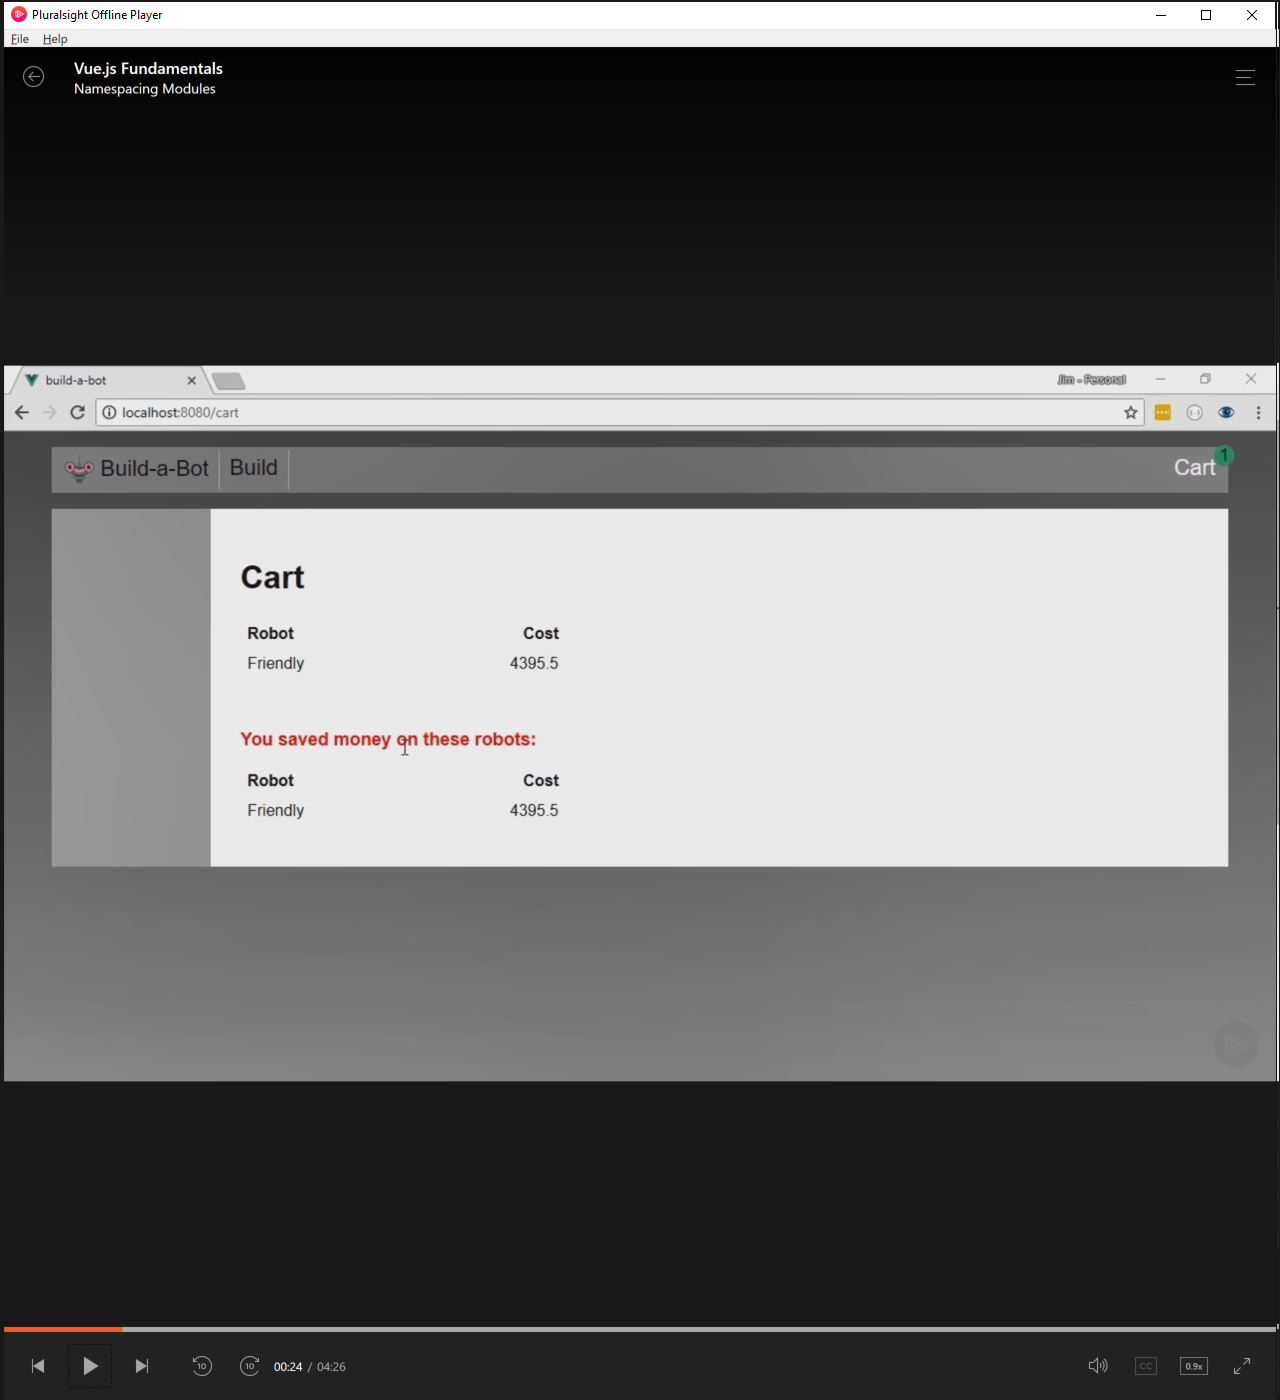 Pluralsight Offline Player
File Help
Vue.js Fundamentals
Namespacing Modules
build-a-bot
Jim - Personal
localhost:8080/cart
Build-a-Bot Build Cart 1
Cart
Robot Cost
Friendly 4395.5
You saved money on these robots:
Robot Cost
Friendly 4395.5
10 10 00:24 / 04:26 CC 0.9x